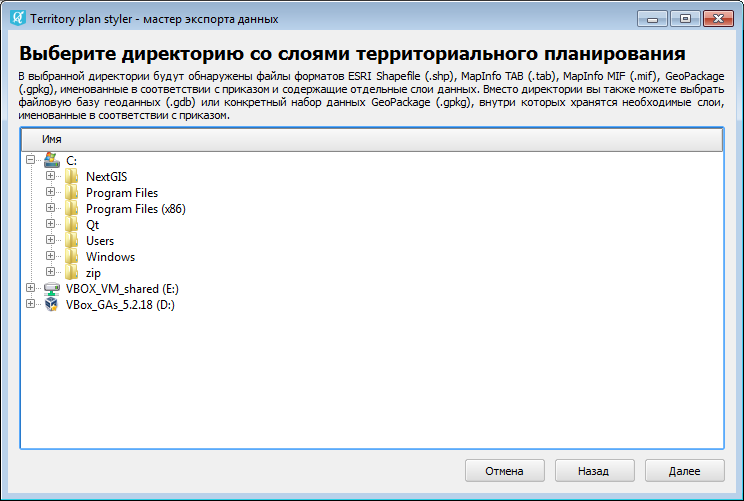 Territory plan styler - мастер экспорта данных
Выберите директорию со слоями территориального планирования
В выбранной директории будут обнаружены файлы форматов ESRI Shapefile (.shp), MapInfo TAB (.tab), MapInfo MIF (.mif), GeoPackage
(.gpkg), именованные в соответствии с приказом и содержащие отдельные слои данных. Вместо директории вы также можете выбрать
файловую базу геоданных (.gdb) или конкретный набор данных GeoPackage (.gpkg), внутри которых хранятся необходимые слои,
именованные в соответствии с приказом.
Имя
C:
NextGIS
Program Files
Program Files (x86)
Qt
Users
Windows
zip
VBOX_VM_shared (E:)
VBox_GAs_5.2.18 (D:)
Отмена
Назад
Далее